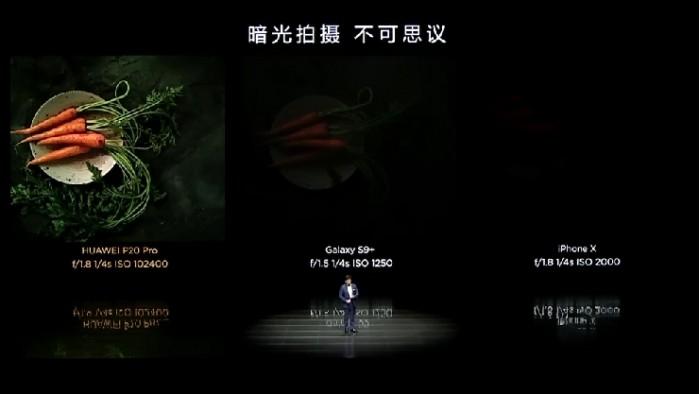 暗光拍摄 不可思议
HUAWEI P20 Pro
f/1.8 1/4s ISO 102400
Galaxy S9+
f/1.5 1/4s ISO 1250
iPhone X
f/1.8 1/4s ISO 2000